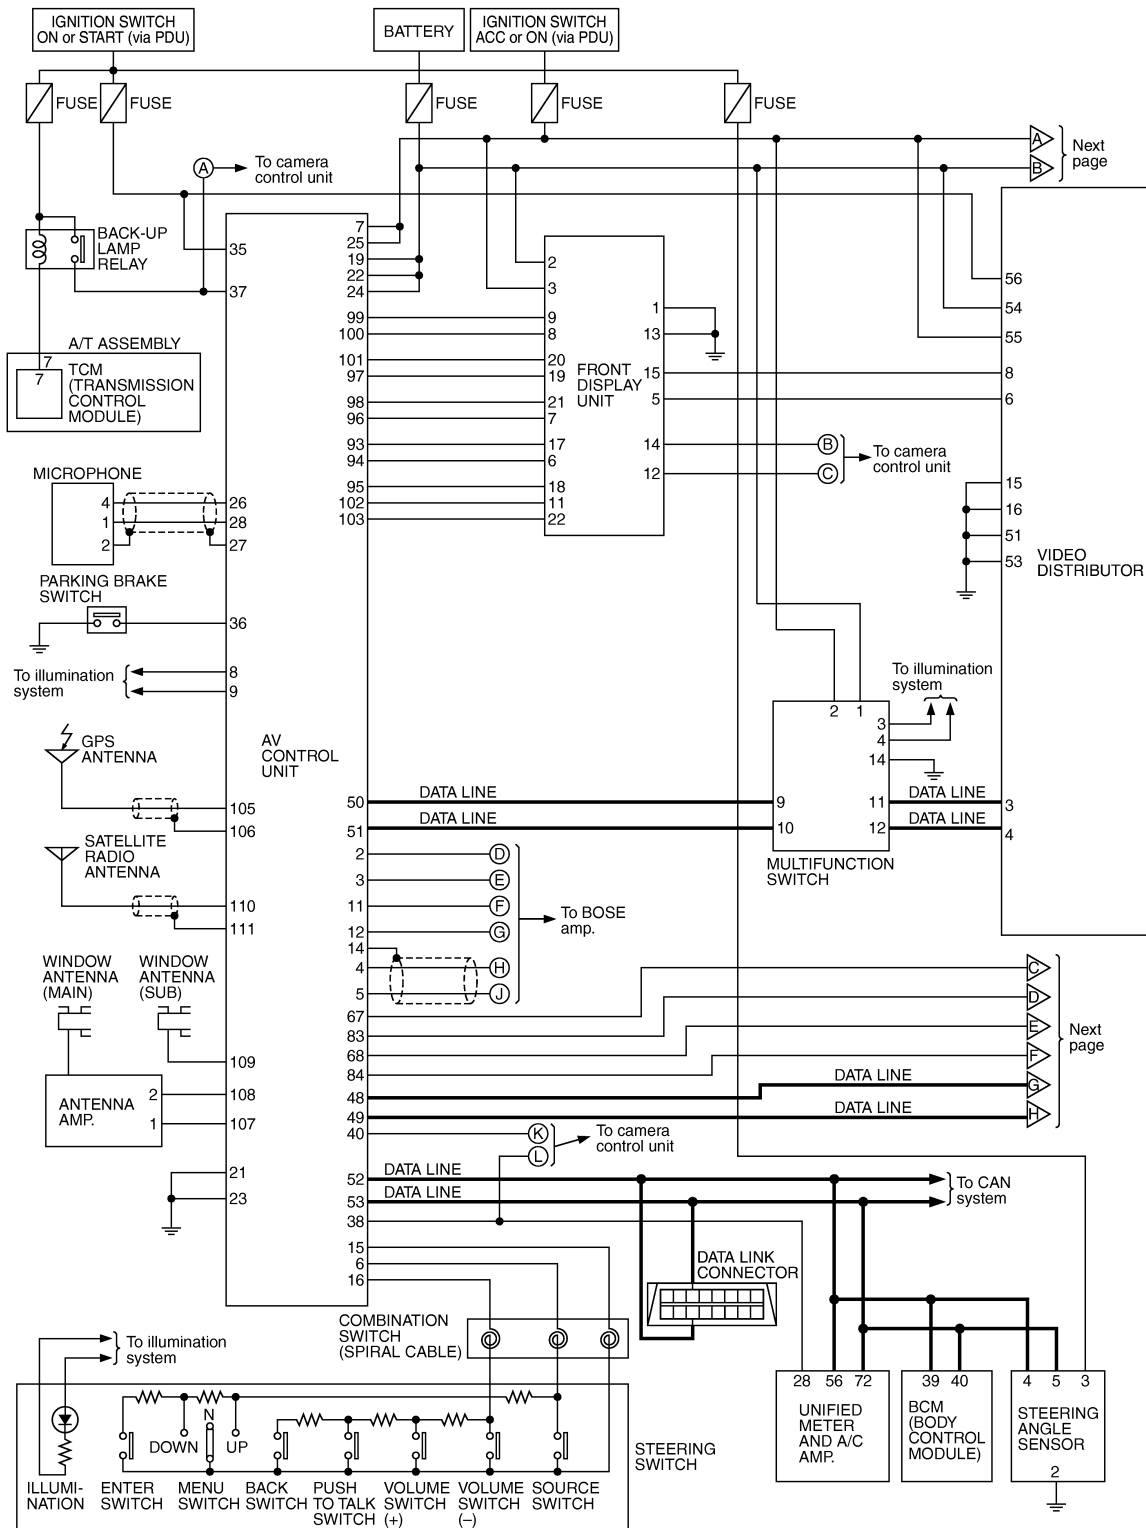 IGNITION SWITCH
ON or START (via PDU)
BATTERY
IGNITION SWITCH
ACC or ON (via PDU)
FUSE
FUSE
FUSE
FUSE
FUSE
A
To camera
control unit
A
B
Next
page
BACK-UP
LAMP
RELAY
35
37
7
25
19
22
24
2
3
1
13
56
54
55
99
100
101
97
98
96
93
94
95
102
103
9
8
20
19
21
7
17
6
18
11
22
FRONT
DISPLAY
UNIT
15
5
14
12
8
6
B
C
To camera
control unit
A/T ASSEMBLY
7
7
TCM
(TRANSMISSION
CONTROL
MODULE)
MICROPHONE
4
1
2
26
28
27
15
16
51
53
VIDEO
DISTRIBUTOR
PARKING BRAKE
SWITCH
36
To illumination
system
8
9
To illumination
system
2
1
3
4
14
GPS
ANTENNA
AV
CONTROL
UNIT
105
106
50
DATA LINE
9
11
DATA LINE
3
51
DATA LINE
10
12
DATA LINE
4
MULTIFUNCTION
SWITCH
SATELLITE
RADIO
ANTENNA
110
111
2
D
3
E
11
F
12
G
14
4
H
5
J
To BOSE
amp.
WINDOW
ANTENNA
(MAIN)
WINDOW
ANTENNA
(SUB)
109
108
107
ANTENNA
AMP.
2
1
67
83
68
84
48
49
40
C
D
E
F
DATA LINE
G
DATA LINE
H
Next
page
K
L
To camera
control unit
21
23
52
DATA LINE
53
DATA LINE
38
To CAN
system
15
6
16
DATA LINK
CONNECTOR
COMBINATION
SWITCH
(SPIRAL CABLE)
To illumination
system
28
56
72
UNIFIED
METER
AND A/C
AMP.
39
40
BCM
(BODY
CONTROL
MODULE)
4
5
3
STEERING
ANGLE
SENSOR
2
N
DOWN
UP
STEERING
SWITCH
ILLUMI-
NATION
ENTER
SWITCH
MENU
SWITCH
BACK
SWITCH
PUSH
TO TALK
SWITCH
VOLUME
SWITCH
(+)
VOLUME
SWITCH
(–)
SOURCE
SWITCH